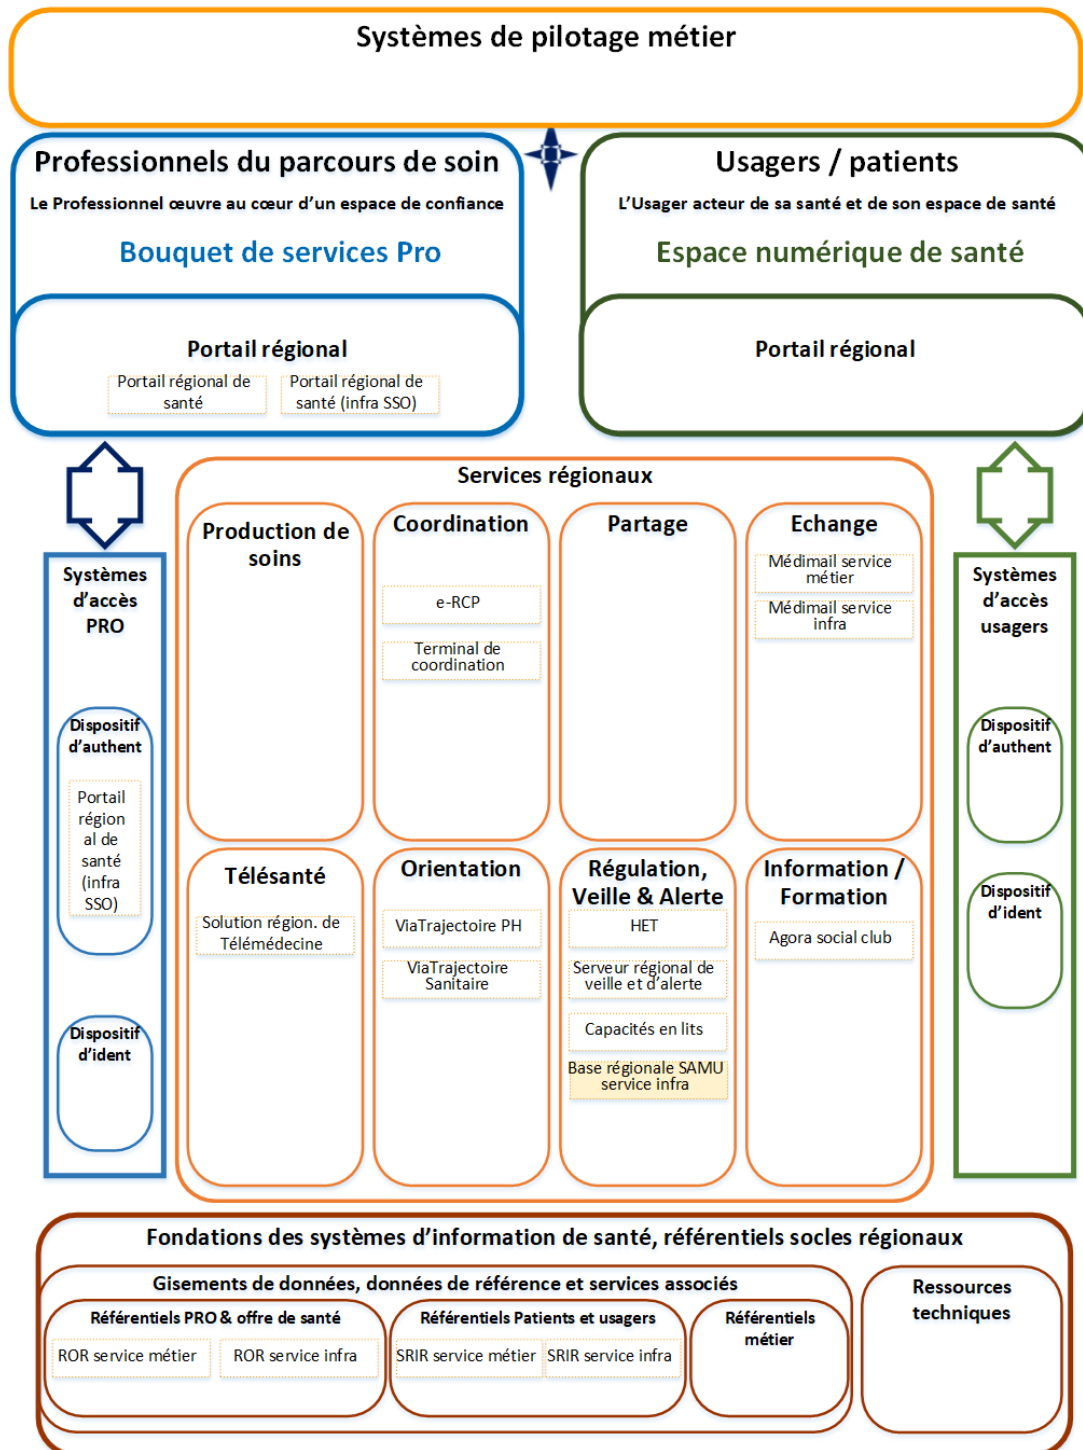 Systèmes de pilotage métier
Professionnels du parcours de soin
Le Professionnel œuvre au cœur d’un espace de confiance
Bouquet de services Pro
Portail régional
Portail régional de
santé
Portail régional de
santé (infra SSO)
Usagers / patients
L’Usager acteur de sa santé et de son espace de santé
Espace numérique de santé
Portail régional
Systèmes
d’accès
PRO
Dispositif
d’authent
Portail
région
al de
santé
(infra
SSO)
Dispositif
d’ident
Services régionaux
Production de
soins
Coordination
e-RCP
Terminal de
coordination
Partage
Echange
Médimail service
métier
Médimail service
infra
Télésanté
Solution région. de
Télémédecine
Orientation
ViaTrajectoire PH
ViaTrajectoire
Sanitaire
Régulation,
Veille & Alerte
HET
Serveur régional de
veille et d’alerte
Capacités en lits
Base régionale SAMU
service infra
Information /
Formation
Agora social club
Systèmes
d’accès
usagers
Dispositif
d’authent
Dispositif
d’ident
Fondations des systèmes d’information de santé, référentiels socles régionaux
Gisements de données, données de référence et services associés
Référentiels PRO & offre de santé
ROR service métier
ROR service infra
Référentiels Patients et usagers
SRIR service métier
SRIR service infra
Référentiels
métier
Ressources
techniques